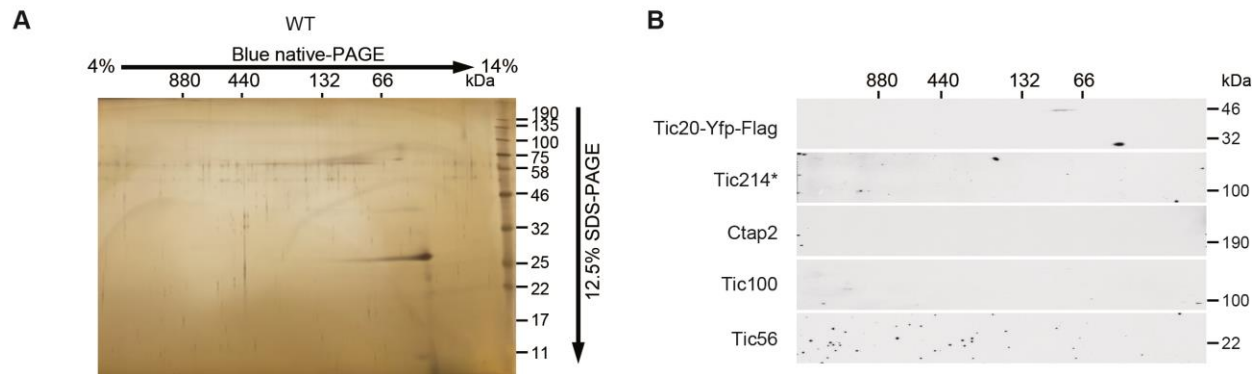 A
WT
Blue native-PAGE
4% 14%
880 440 132 66 kDa
190
135
100
75
58
46
32
25
22
17
11
12.5% SDS-PAGE
B
880 440 132 66 kDa
Tic20-Yfp-Flag
46
32
Tic214*
100
Ctap2
190
Tic100
100
Tic56
22